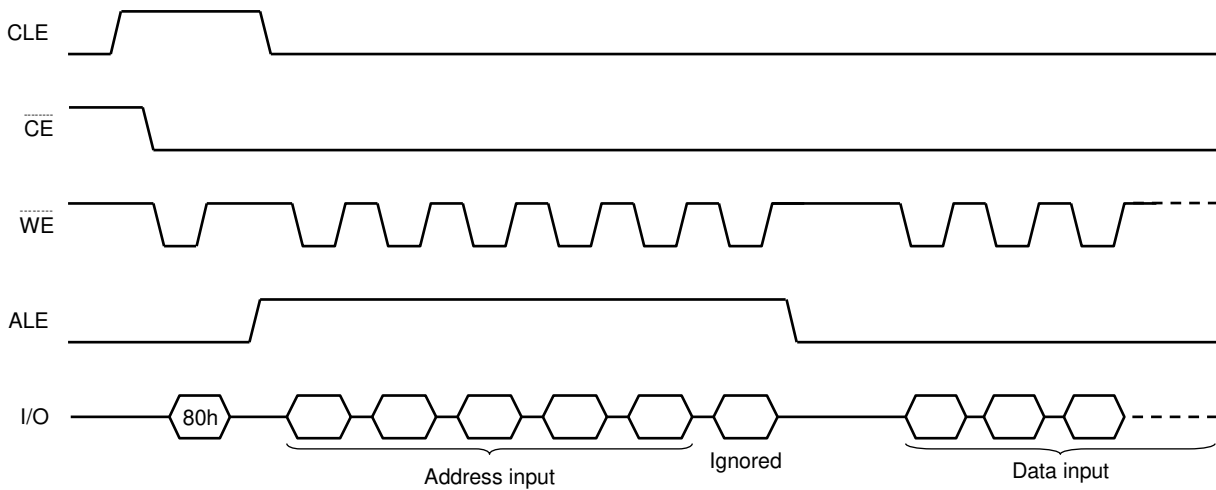 CLE
CE
WE
ALE
I/O
80h
Address input
Ignored
Data input